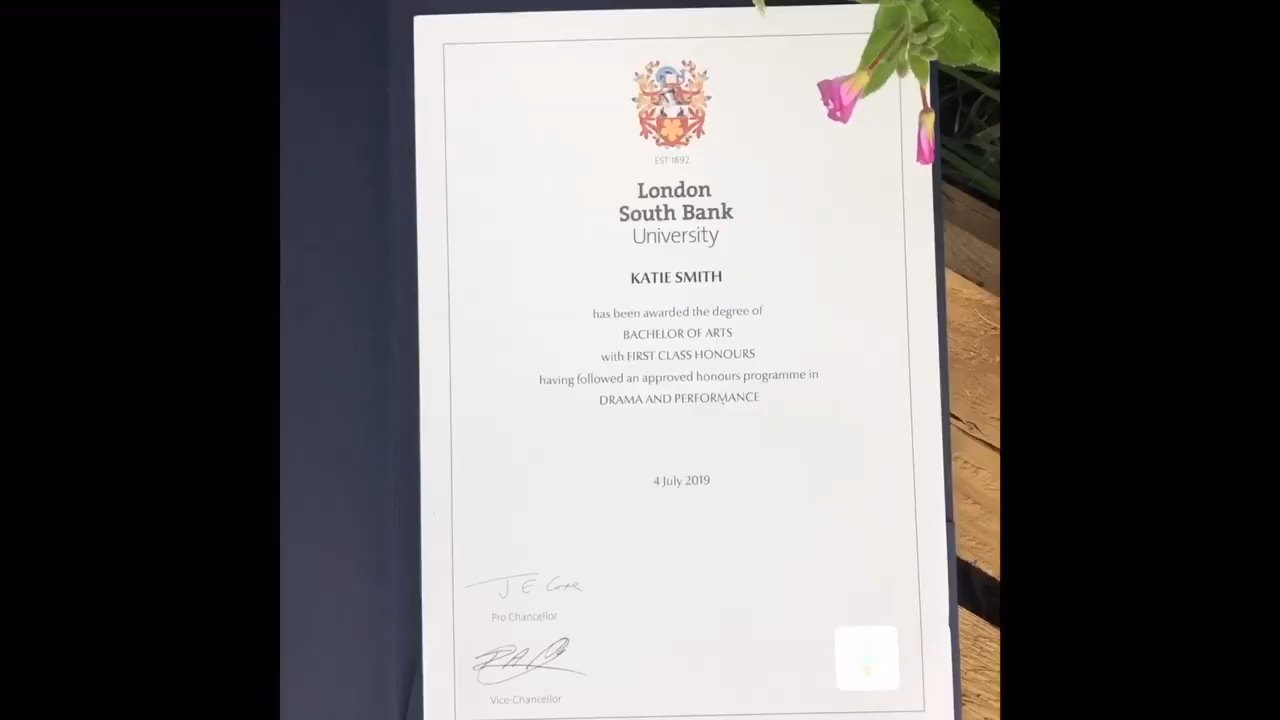 EST 1892
London
South Bank
University
KATIE SMITH
has been awarded the degree of
BACHELOR OF ARTS
with FIRST CLASS HONOURS
having followed an approved honours programme in
DRAMA AND PERFORMANCE
4 July 2019
J E Cope
Pro Chancellor
Vice-Chancellor